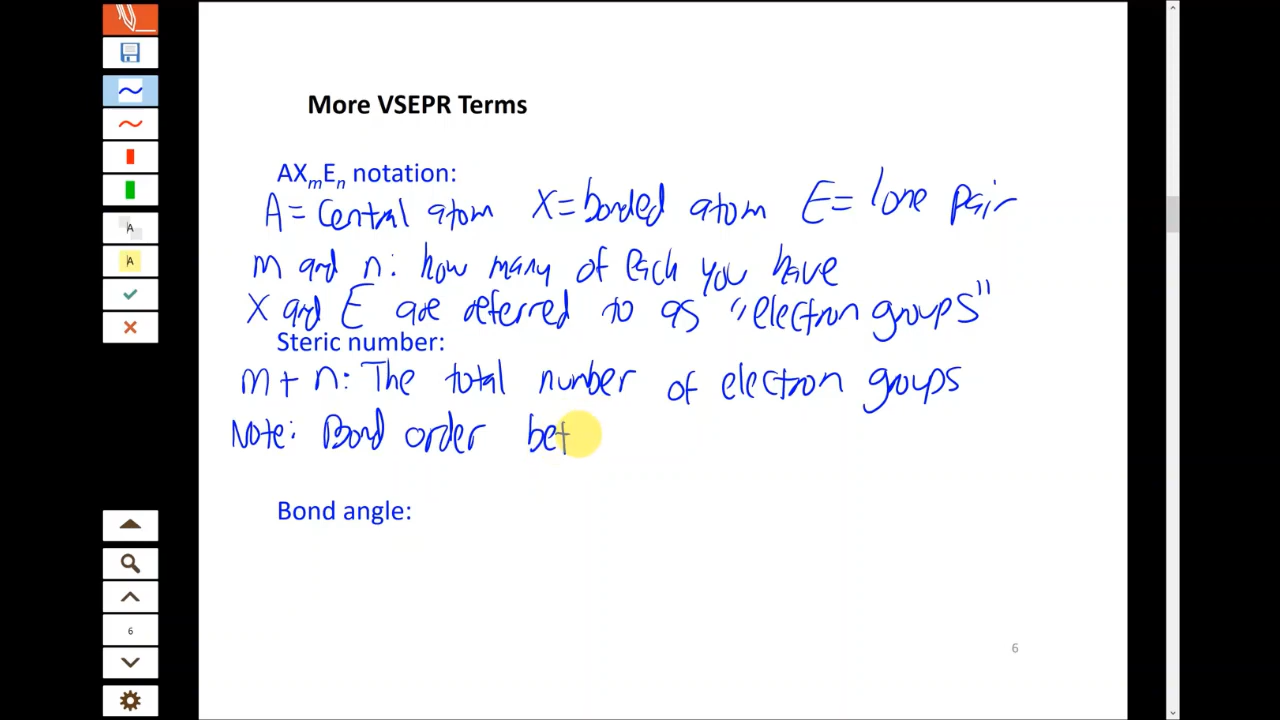 More VSEPR Terms
AXmEn notation:
A = Central atom X = bonded atom E = lone pair
m and n: how many of each you have
X and E are referred to as "electron groups"
Steric number:
m + n: The total number of electron groups
Note: Bond order bet
Bond angle:
A
A
6
6